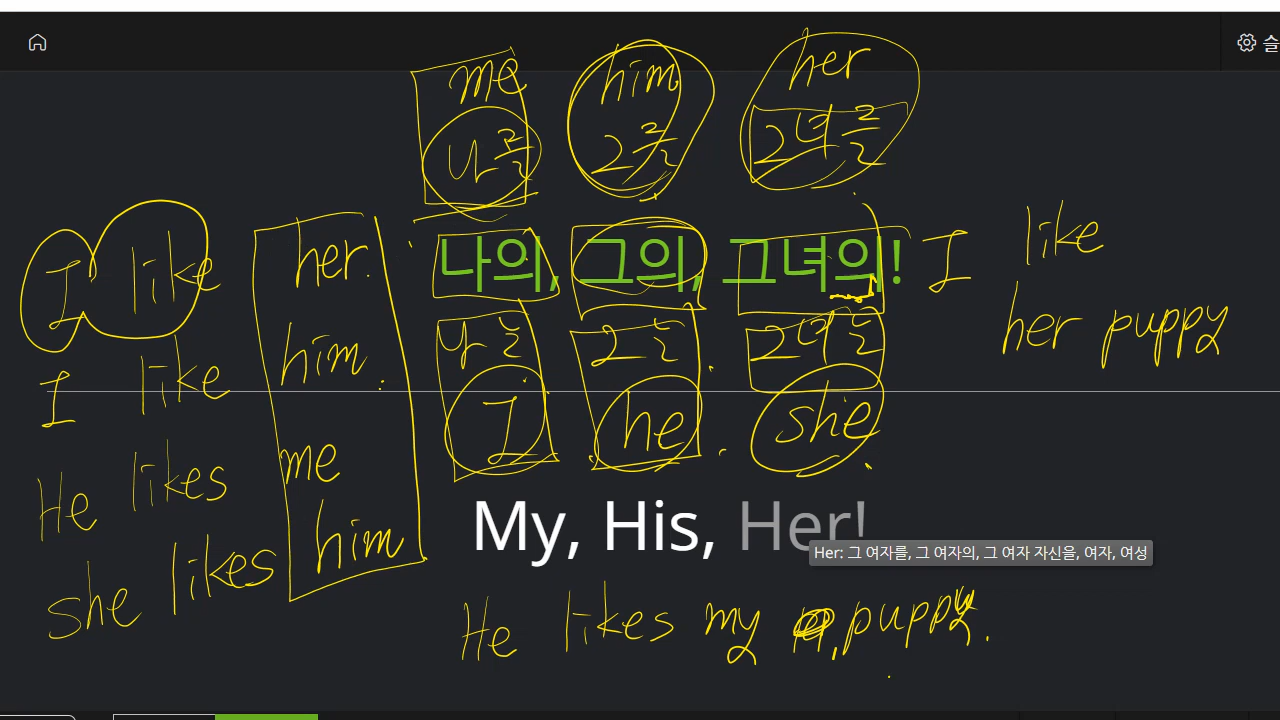 슬
me him her
나를 그를 그녀를
나의, 그의, 그녀의!
나는 그는 그녀는
I he she
My, His, Her!
Her: 그 여자를, 그 여자의, 그 여자 자신을, 여자, 여성
I like her.
I like him.
He likes me
she likes him
I like
her puppy
He likes my puppy.